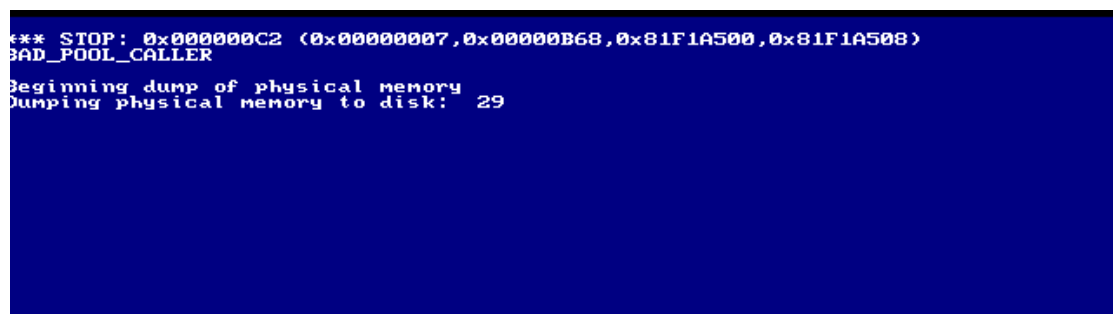 *** STOP: 0x000000C2 (0x00000007,0x00000B68,0x81F1A500,0x81F1A508)
BAD_POOL_CALLER
Beginning dump of physical memory
Dumping physical memory to disk: 29